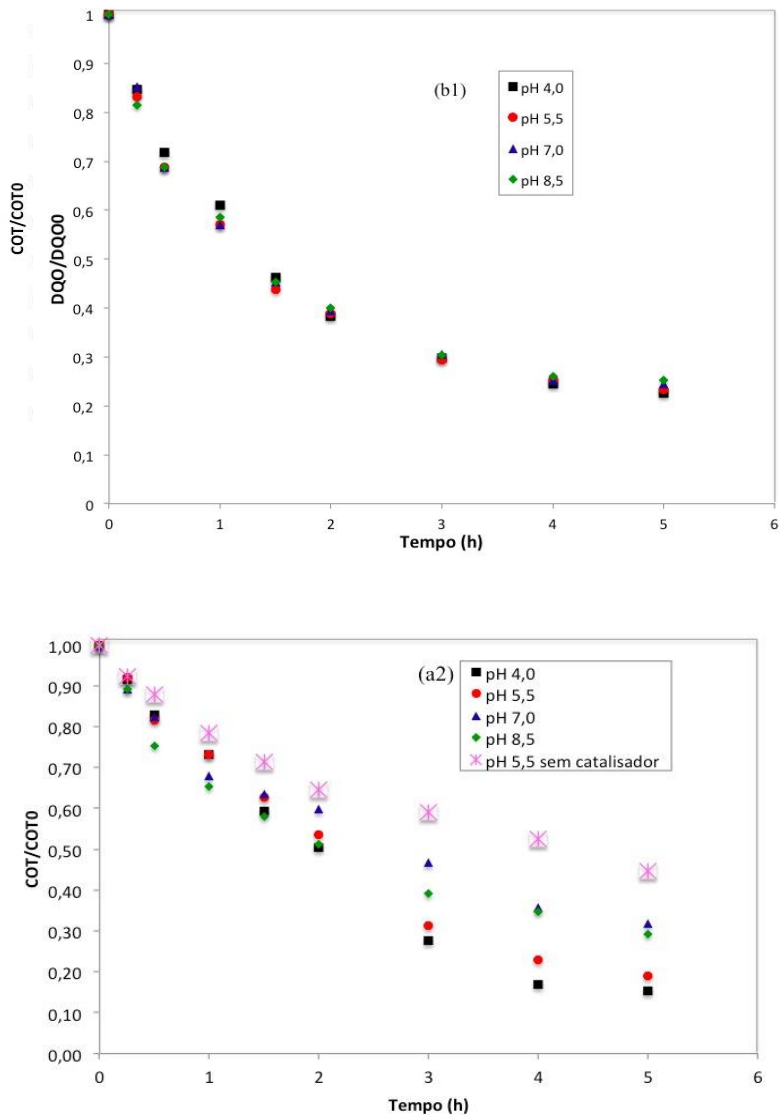 1
0,9
0,8
0,7
0,6
0,5
0,4
0,3
0,2
0,1
0
COT/COT0
DQO/DQO0
(b1)
pH 4,0
pH 5,5
pH 7,0
pH 8,5
0 1 2 3 4 5 6
Tempo (h)
1,00
0,90
0,80
0,70
0,60
0,50
0,40
0,30
0,20
0,10
0,00
COT/COT0
(a2)
pH 4,0
pH 5,5
pH 7,0
pH 8,5
pH 5,5 sem catalisador
0 1 2 3 4 5 6
Tempo (h)